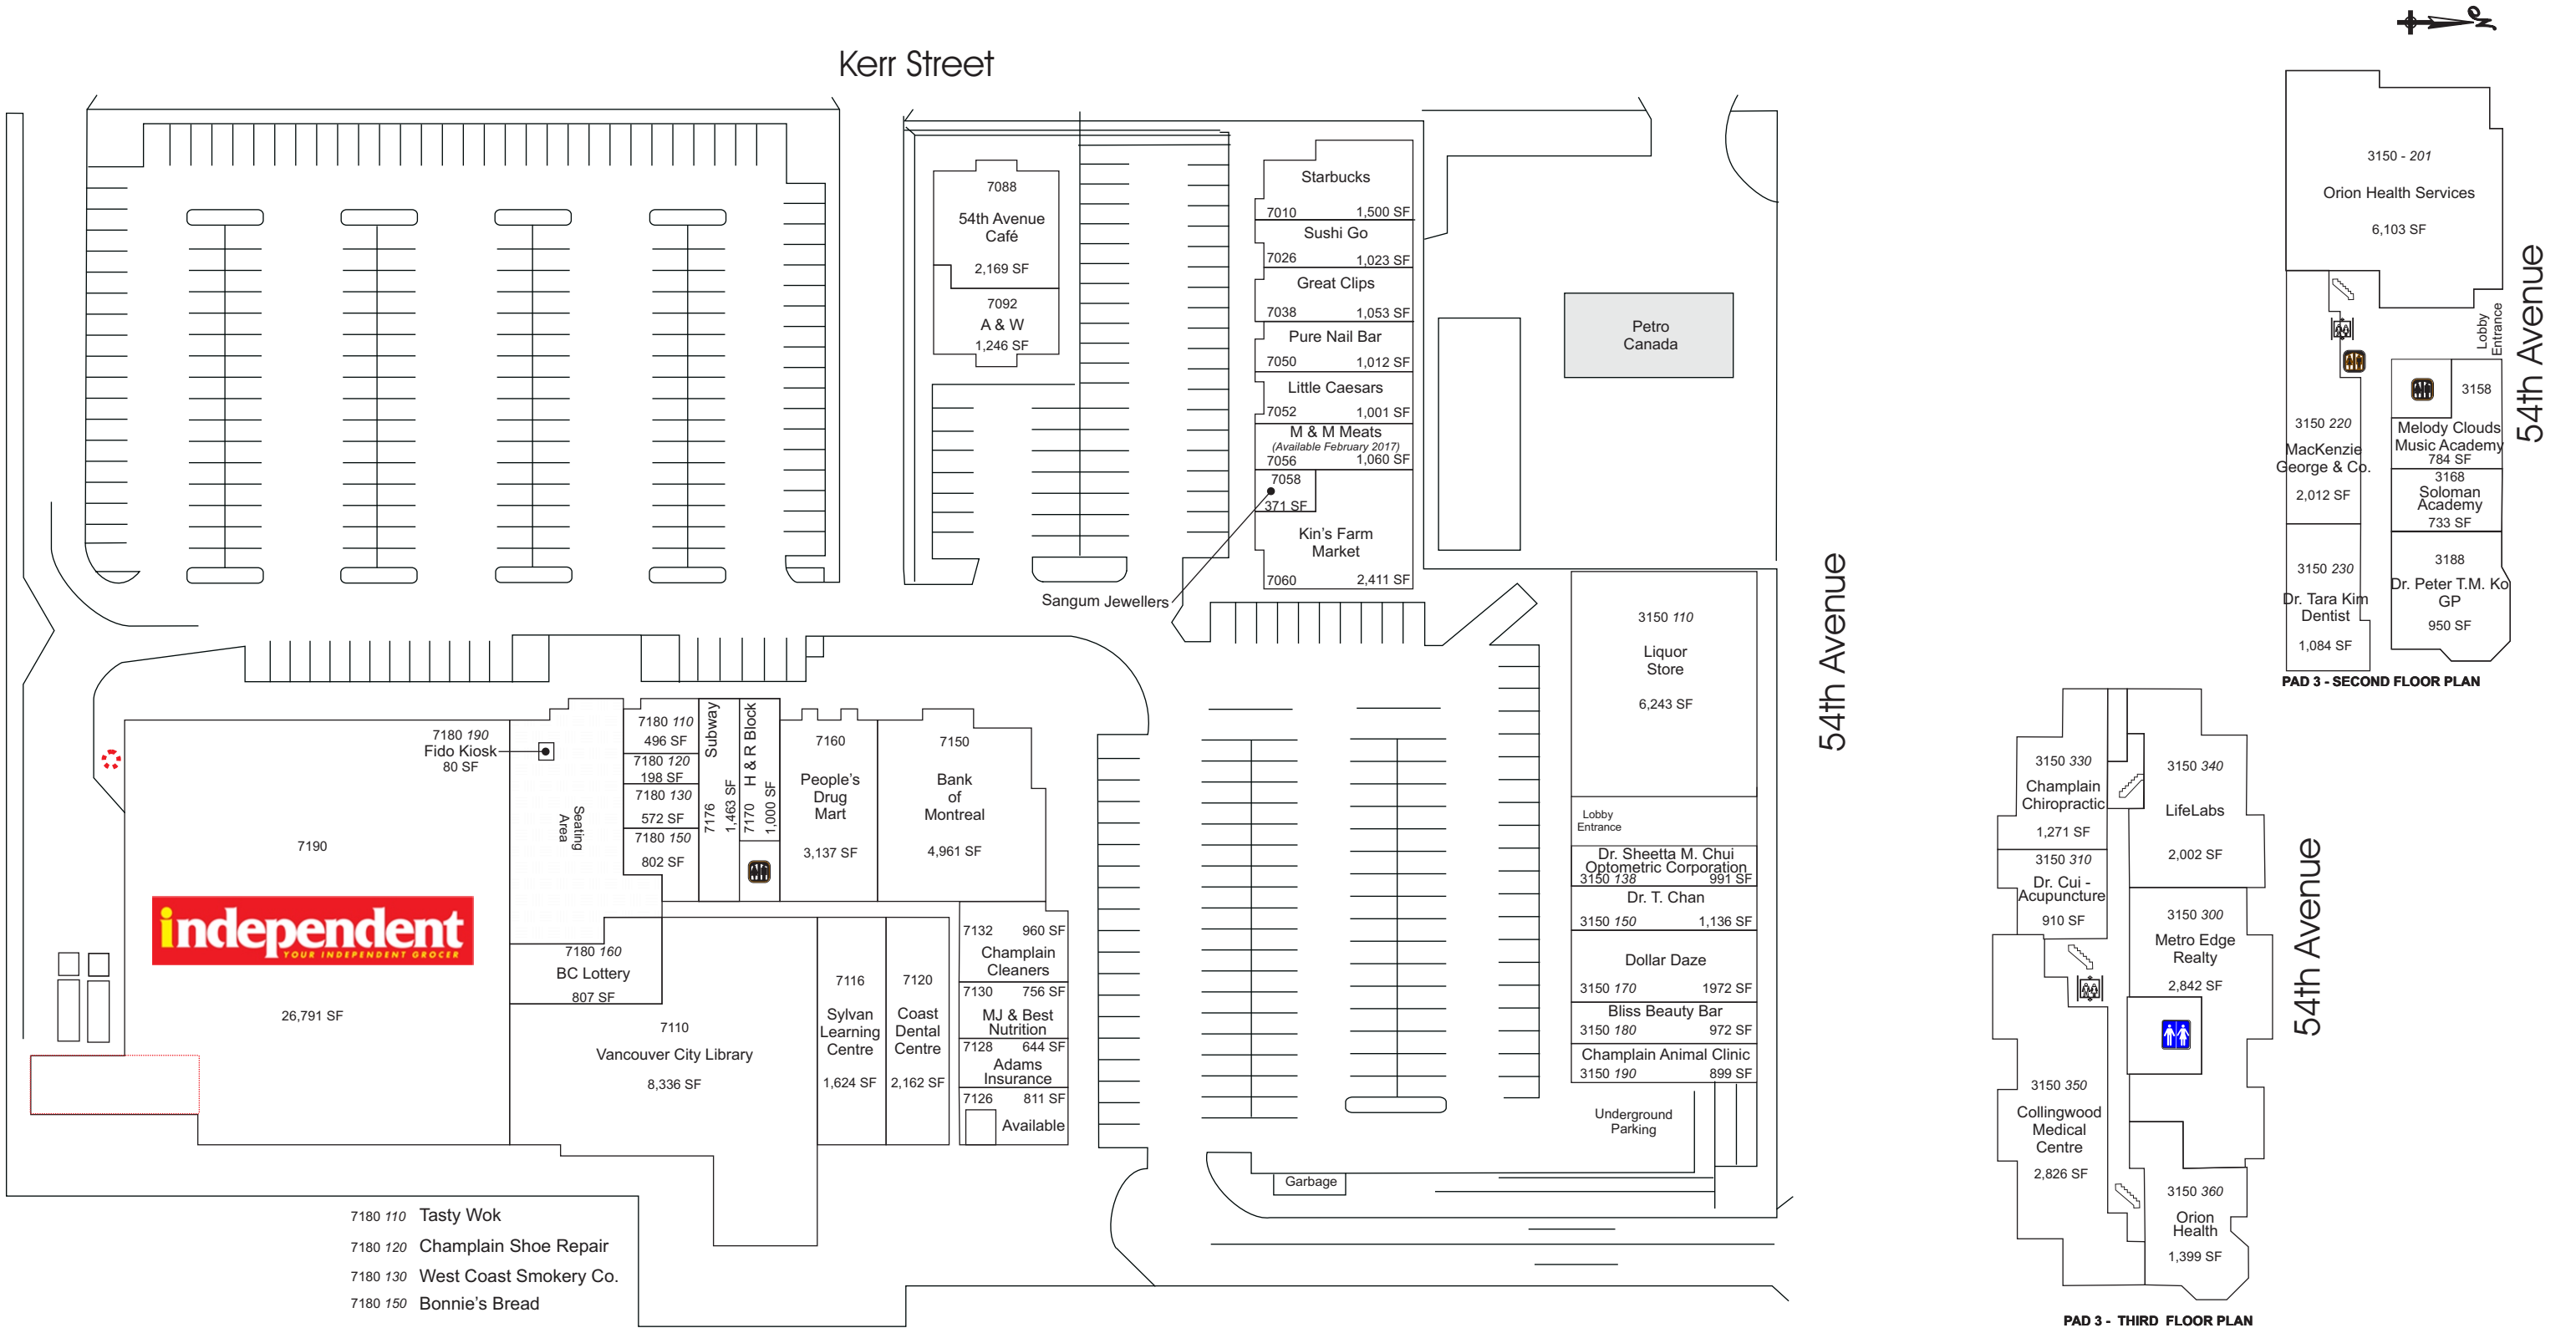 Kerr Street
7088
54th Avenue
Café
2,169 SF
7092
A & W
1,246 SF
Starbucks
7010 1,500 SF
Sushi Go
7026 1,023 SF
Great Clips
7038 1,053 SF
Pure Nail Bar
7050 1,012 SF
Little Caesars
7052 1,001 SF
M & M Meats
(Available February 2017)
7056 1,060 SF
7058
371 SF
Kin's Farm
Market
7060 2,411 SF
Sangum Jewellers
Petro
Canada
54th Avenue
3150 110
Liquor
Store
6,243 SF
Lobby
Entrance
Dr. Sheetta M. Chui
Optometric Corporation
3150 138 991 SF
Dr. T. Chan
3150 150 1,136 SF
Dollar Daze
3150 170 1972 SF
Bliss Beauty Bar
3150 180 972 SF
Champlain Animal Clinic
3150 190 899 SF
Underground
Parking
Garbage
7190
independent
YOUR INDEPENDENT GROCER
26,791 SF
7180 190
Fido Kiosk
80 SF
Seating
Area
7180 110
496 SF
7180 120
198 SF
7180 130
572 SF
7180 150
802 SF
7176 Subway
1,463 SF
7170 H & R Block
1,000 SF
7160
People's
Drug
Mart
3,137 SF
7150
Bank
of
Montreal
4,961 SF
7180 160
BC Lottery
807 SF
7110
Vancouver City Library
8,336 SF
7116
Sylvan
Learning
Centre
1,624 SF
7120
Coast
Dental
Centre
2,162 SF
7132 960 SF
Champlain
Cleaners
7130 756 SF
MJ & Best
Nutrition
7128 644 SF
Adams
Insurance
7126 811 SF
Available
7180 110 Tasty Wok
7180 120 Champlain Shoe Repair
7180 130 West Coast Smokery Co.
7180 150 Bonnie's Bread
3150 - 201
Orion Health Services
6,103 SF
Lobby
Entrance
54th Avenue
3158
Melody Clouds
Music Academy
784 SF
3168
Soloman
Academy
733 SF
3188
Dr. Peter T.M. Ko
GP
950 SF
3150 220
MacKenzie
George & Co.
2,012 SF
3150 230
Dr. Tara Kim
Dentist
1,084 SF
PAD 3 - SECOND FLOOR PLAN
3150 330
Champlain
Chiropractic
1,271 SF
3150 340
LifeLabs
2,002 SF
3150 310
Dr. Cui -
Acupuncture
910 SF
3150 300
Metro Edge
Realty
2,842 SF
54th Avenue
3150 350
Collingwood
Medical
Centre
2,826 SF
3150 360
Orion
Health
1,399 SF
PAD 3 - THIRD FLOOR PLAN